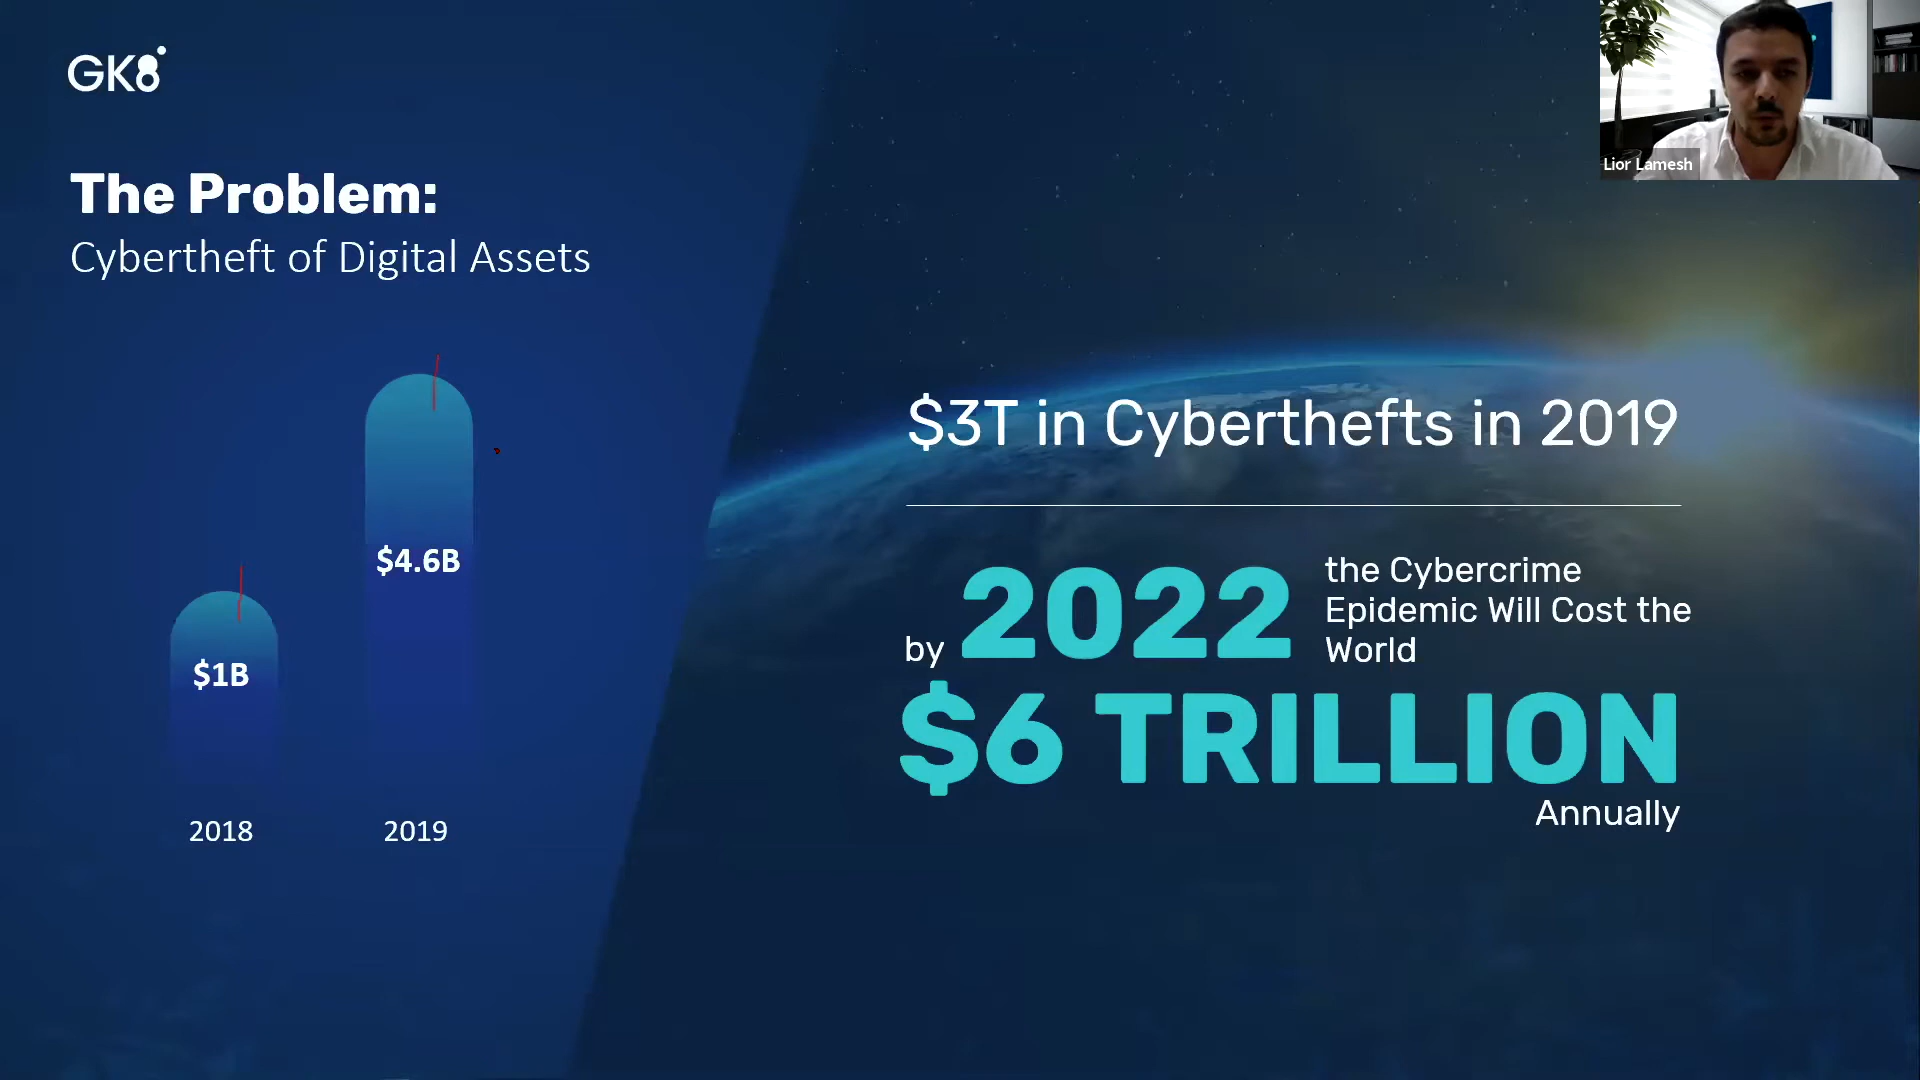 GK8
Lior Lamesh
The Problem:
Cybertheft of Digital Assets
$4.6B
$1B
2018
2019
$3T in Cyberthefts in 2019
by 2022
the Cybercrime
Epidemic Will Cost the
World
$6 TRILLION
Annually